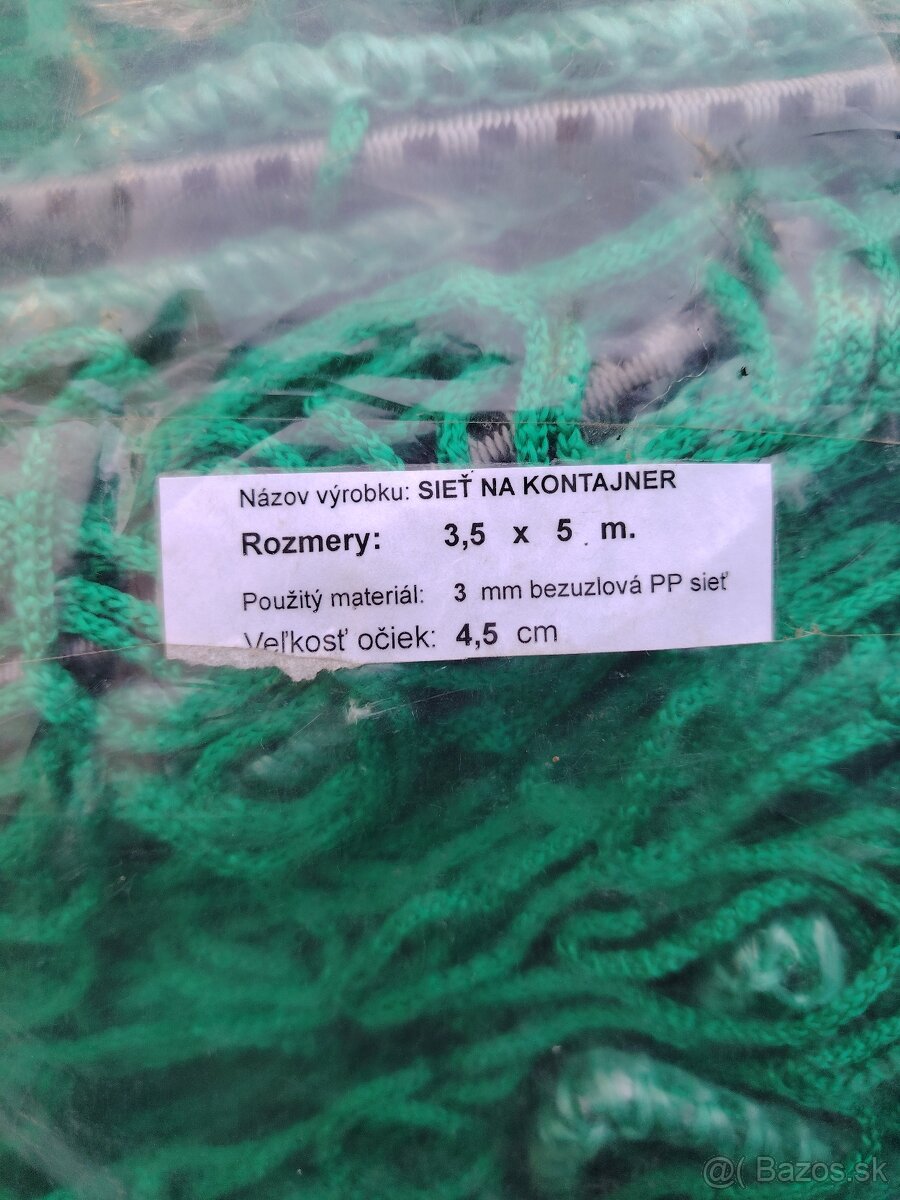 Názov výrobku: SIEŤ NA KONTAJNER
Rozmery: 3,5 x 5 m.
Použitý materiál: 3 mm bezuzlová PP sieť
Veľkosť očiek: 4,5 cm
@( Bazos.sk